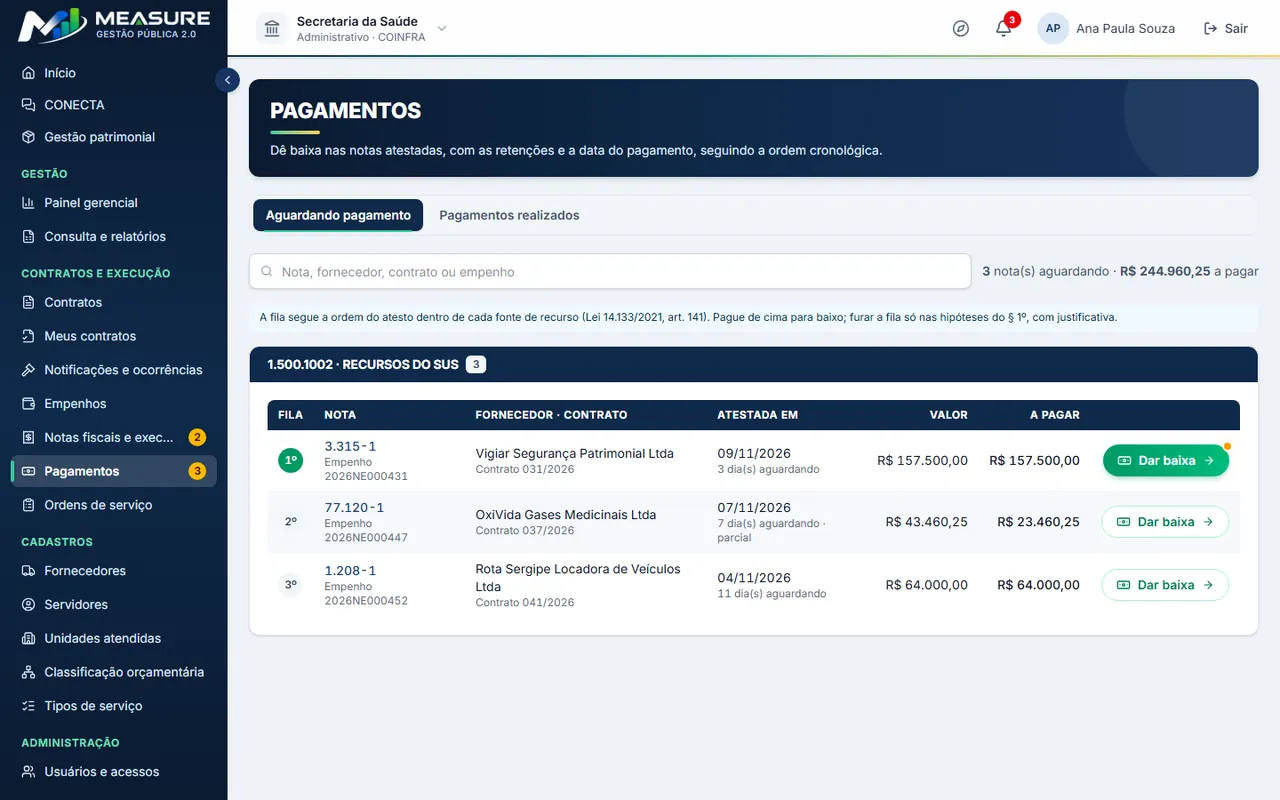 MEASURE
GESTÃO PÚBLICA 2.0
Início
CONECTA
Gestão patrimonial
GESTÃO
Painel gerencial
Consulta e relatórios
CONTRATOS E EXECUÇÃO
Contratos
Meus contratos
Notificações e ocorrências
Empenhos
Notas fiscais e exec... 2
Pagamentos 3
Ordens de serviço
CADASTROS
Fornecedores
Servidores
Unidades atendidas
Classificação orçamentária
Tipos de serviço
ADMINISTRAÇÃO
Usuários e acessos
Secretaria da Saúde
Administrativo · COINFRA
3
AP Ana Paula Souza Sair
PAGAMENTOS
Dê baixa nas notas atestadas, com as retenções e a data do pagamento, seguindo a ordem cronológica.
Aguardando pagamento Pagamentos realizados
Nota, fornecedor, contrato ou empenho
3 nota(s) aguardando · R$ 244.960,25 a pagar
A fila segue a ordem do atesto dentro de cada fonte de recurso (Lei 14.133/2021, art. 141). Pague de cima para baixo; furar a fila só nas hipóteses do § 1º, com justificativa.
1.500.1002 · RECURSOS DO SUS 3
FILA NOTA FORNECEDOR · CONTRATO ATESTADA EM VALOR A PAGAR
1º
3.315-1
Empenho
2026NE000431
Vigiar Segurança Patrimonial Ltda
Contrato 031/2026
09/11/2026
3 dia(s) aguardando
R$ 157.500,00 R$ 157.500,00 Dar baixa
2º
77.120-1
Empenho
2026NE000447
OxiVida Gases Medicinais Ltda
Contrato 037/2026
07/11/2026
7 dia(s) aguardando ·
parcial
R$ 43.460,25 R$ 23.460,25 Dar baixa
3º
1.208-1
Empenho
2026NE000452
Rota Sergipe Locadora de Veículos
Ltda
Contrato 041/2026
04/11/2026
11 dia(s) aguardando
R$ 64.000,00 R$ 64.000,00 Dar baixa